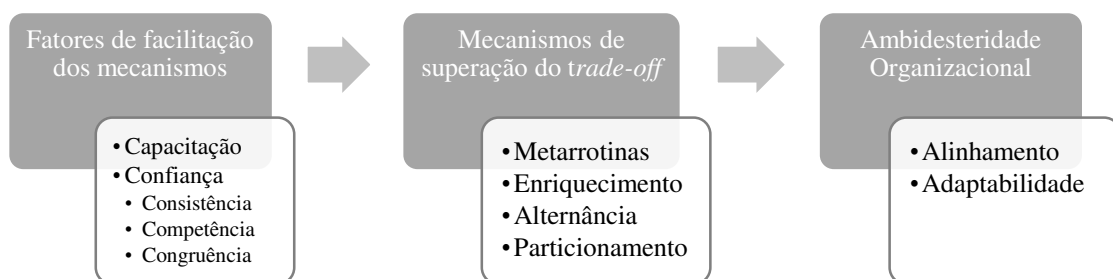 Fatores de facilitação
dos mecanismos
• Capacitação
• Confiança
• Consistência
• Competência
• Congruência
Mecanismos de
superação do trade-off
• Metarrotinas
• Enriquecimento
• Alternância
• Particionamento
Ambidesteridade
Organizacional
• Alinhamento
• Adaptabilidade